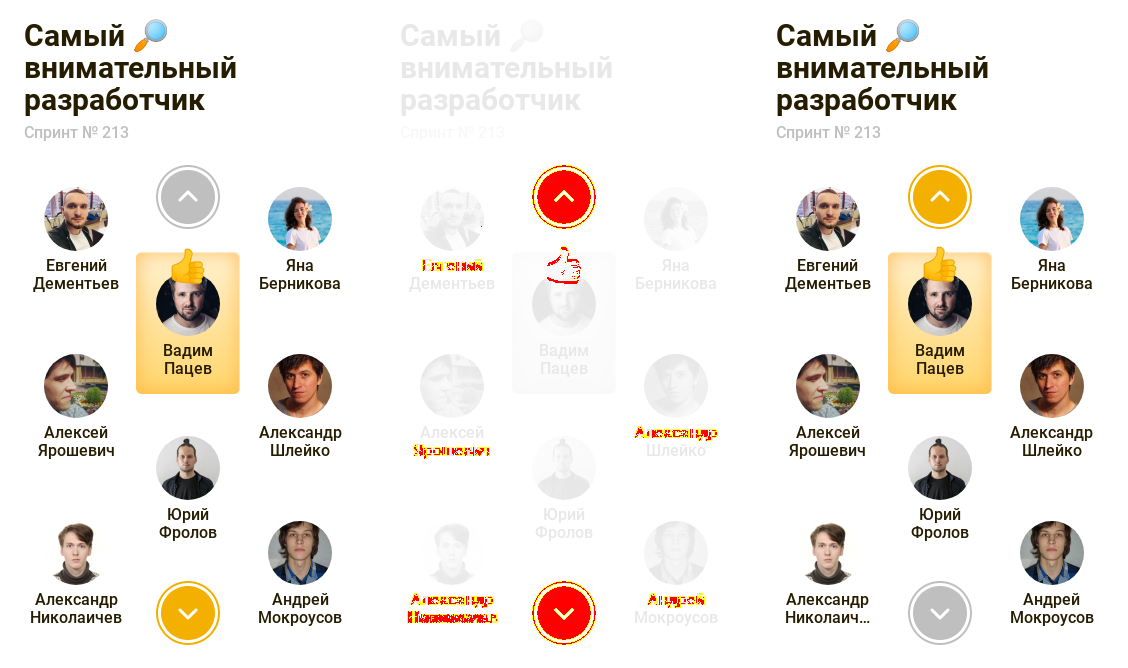 Самый
внимательный
разработчик
Спринт № 213
Евгений
Дементьев
Яна
Берникова
Вадим
Пацев
Алексей
Ярошевич
Александр
Шлейко
Юрий
Фролов
Александр
Николаичев
Андрей
Мокроусов
Самый
внимательный
разработчик
Спринт № 213
Евгений
Дементьев
Яна
Берникова
Вадим
Пацев
Алексей
Ярошевич
Александр
Шлейко
Юрий
Фролов
Александр
Андрей
Мокроусов
Самый
внимательный
разработчик
Спринт № 213
Евгений
Дементьев
Яна
Берникова
Вадим
Пацев
Алексей
Ярошевич
Александр
Шлейко
Юрий
Фролов
Александр
Николаич...
Андрей
Мокроусов